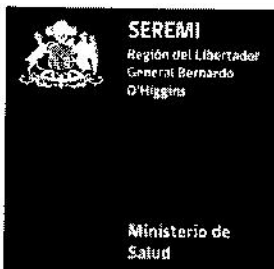 SEREMI
Región del Libertador
General Bernardo
O'Higgins
Ministerio de
Salud